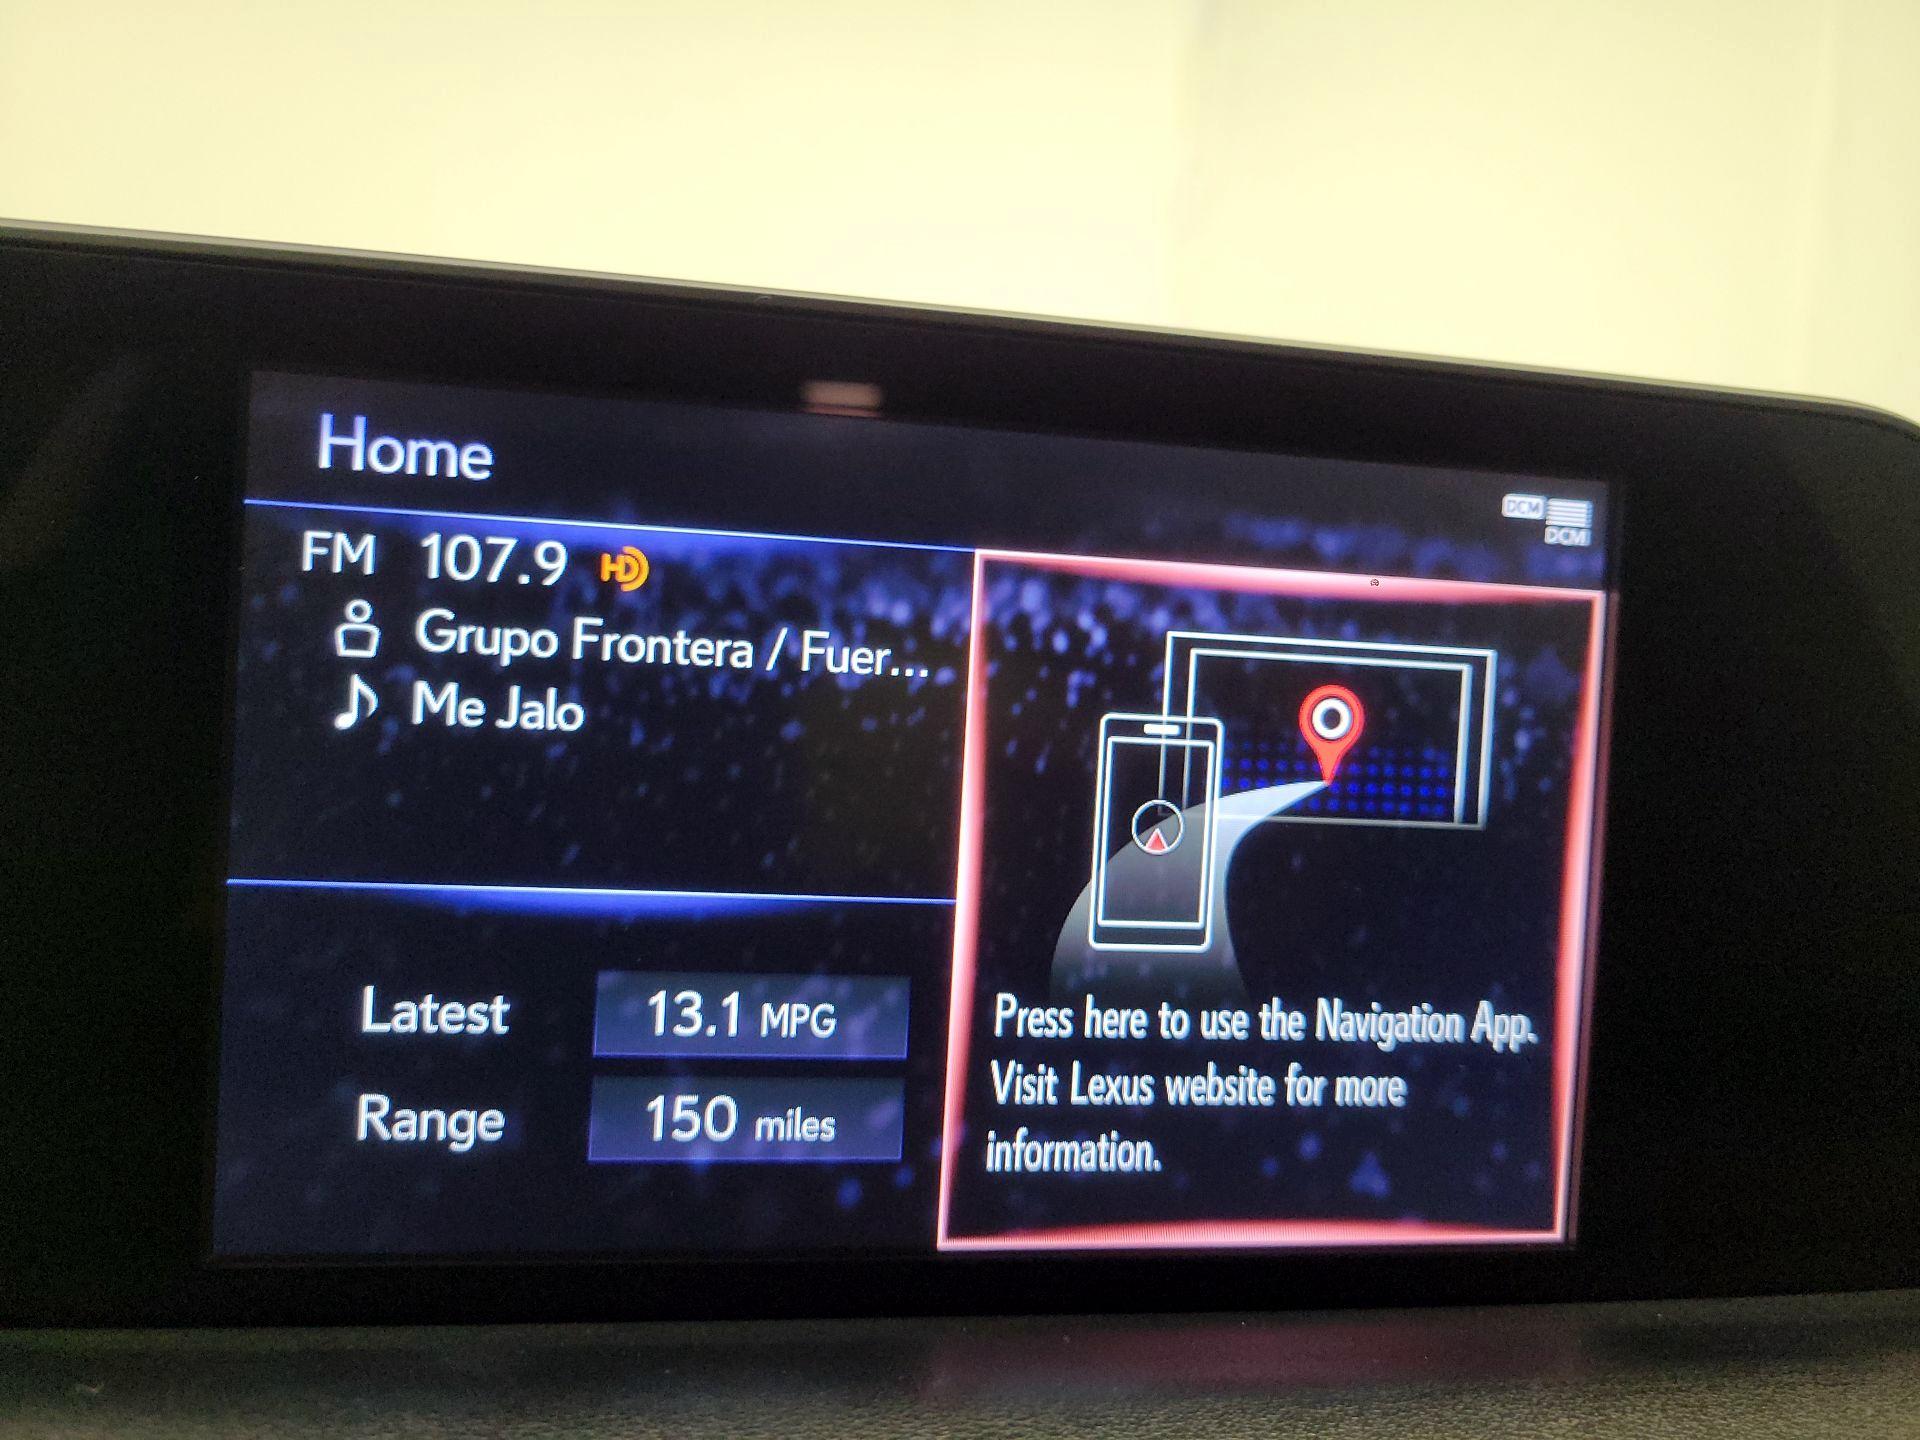 Home
DCM
DCM
FM 107.9 HD
Grupo Frontera / Fuer...
Me Jalo
Latest 13.1 MPG
Range 150 miles
Press here to use the Navigation App.
Visit Lexus website for more
information.